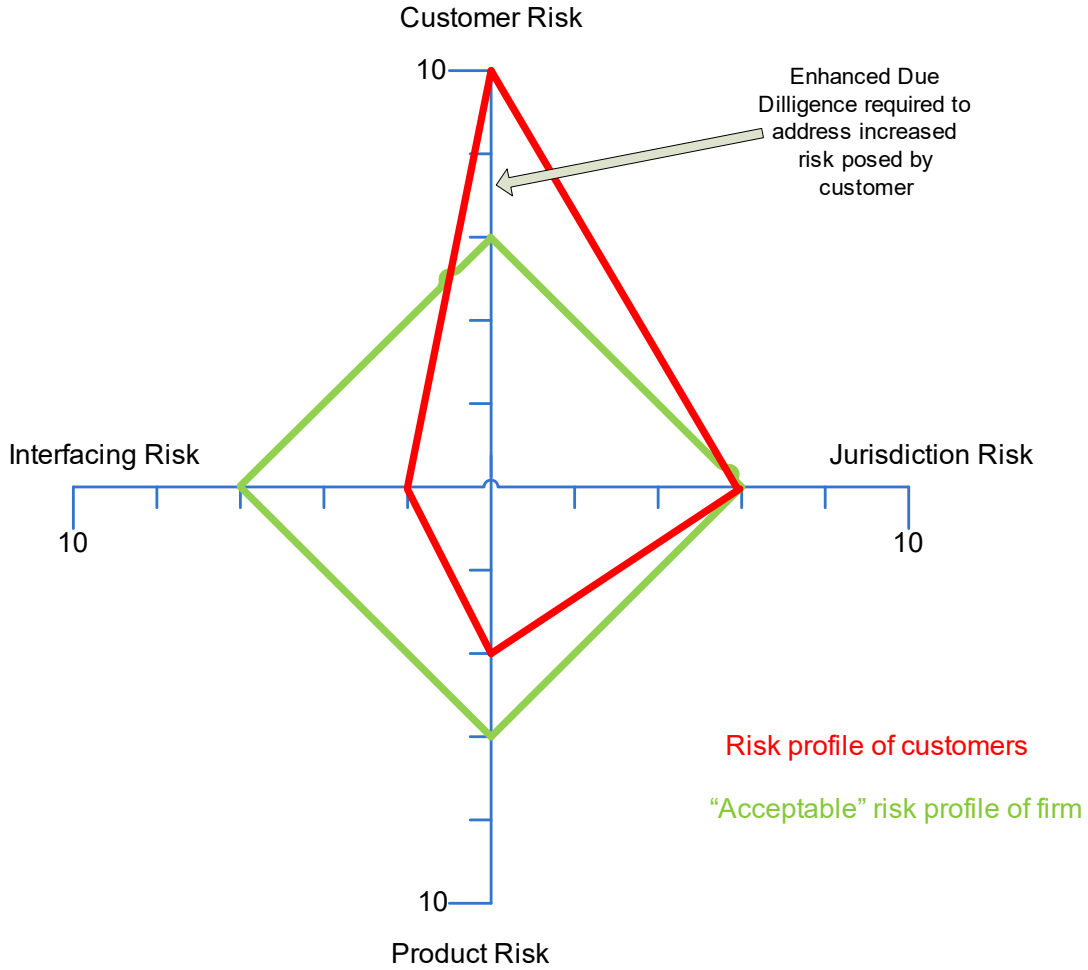 Customer Risk
10
Enhanced Due
Dilligence required to
address increased
risk posed by
customer
Interfacing Risk
Jurisdiction Risk
10
10
Risk profile of customers
“Acceptable” risk profile of firm
10
Product Risk